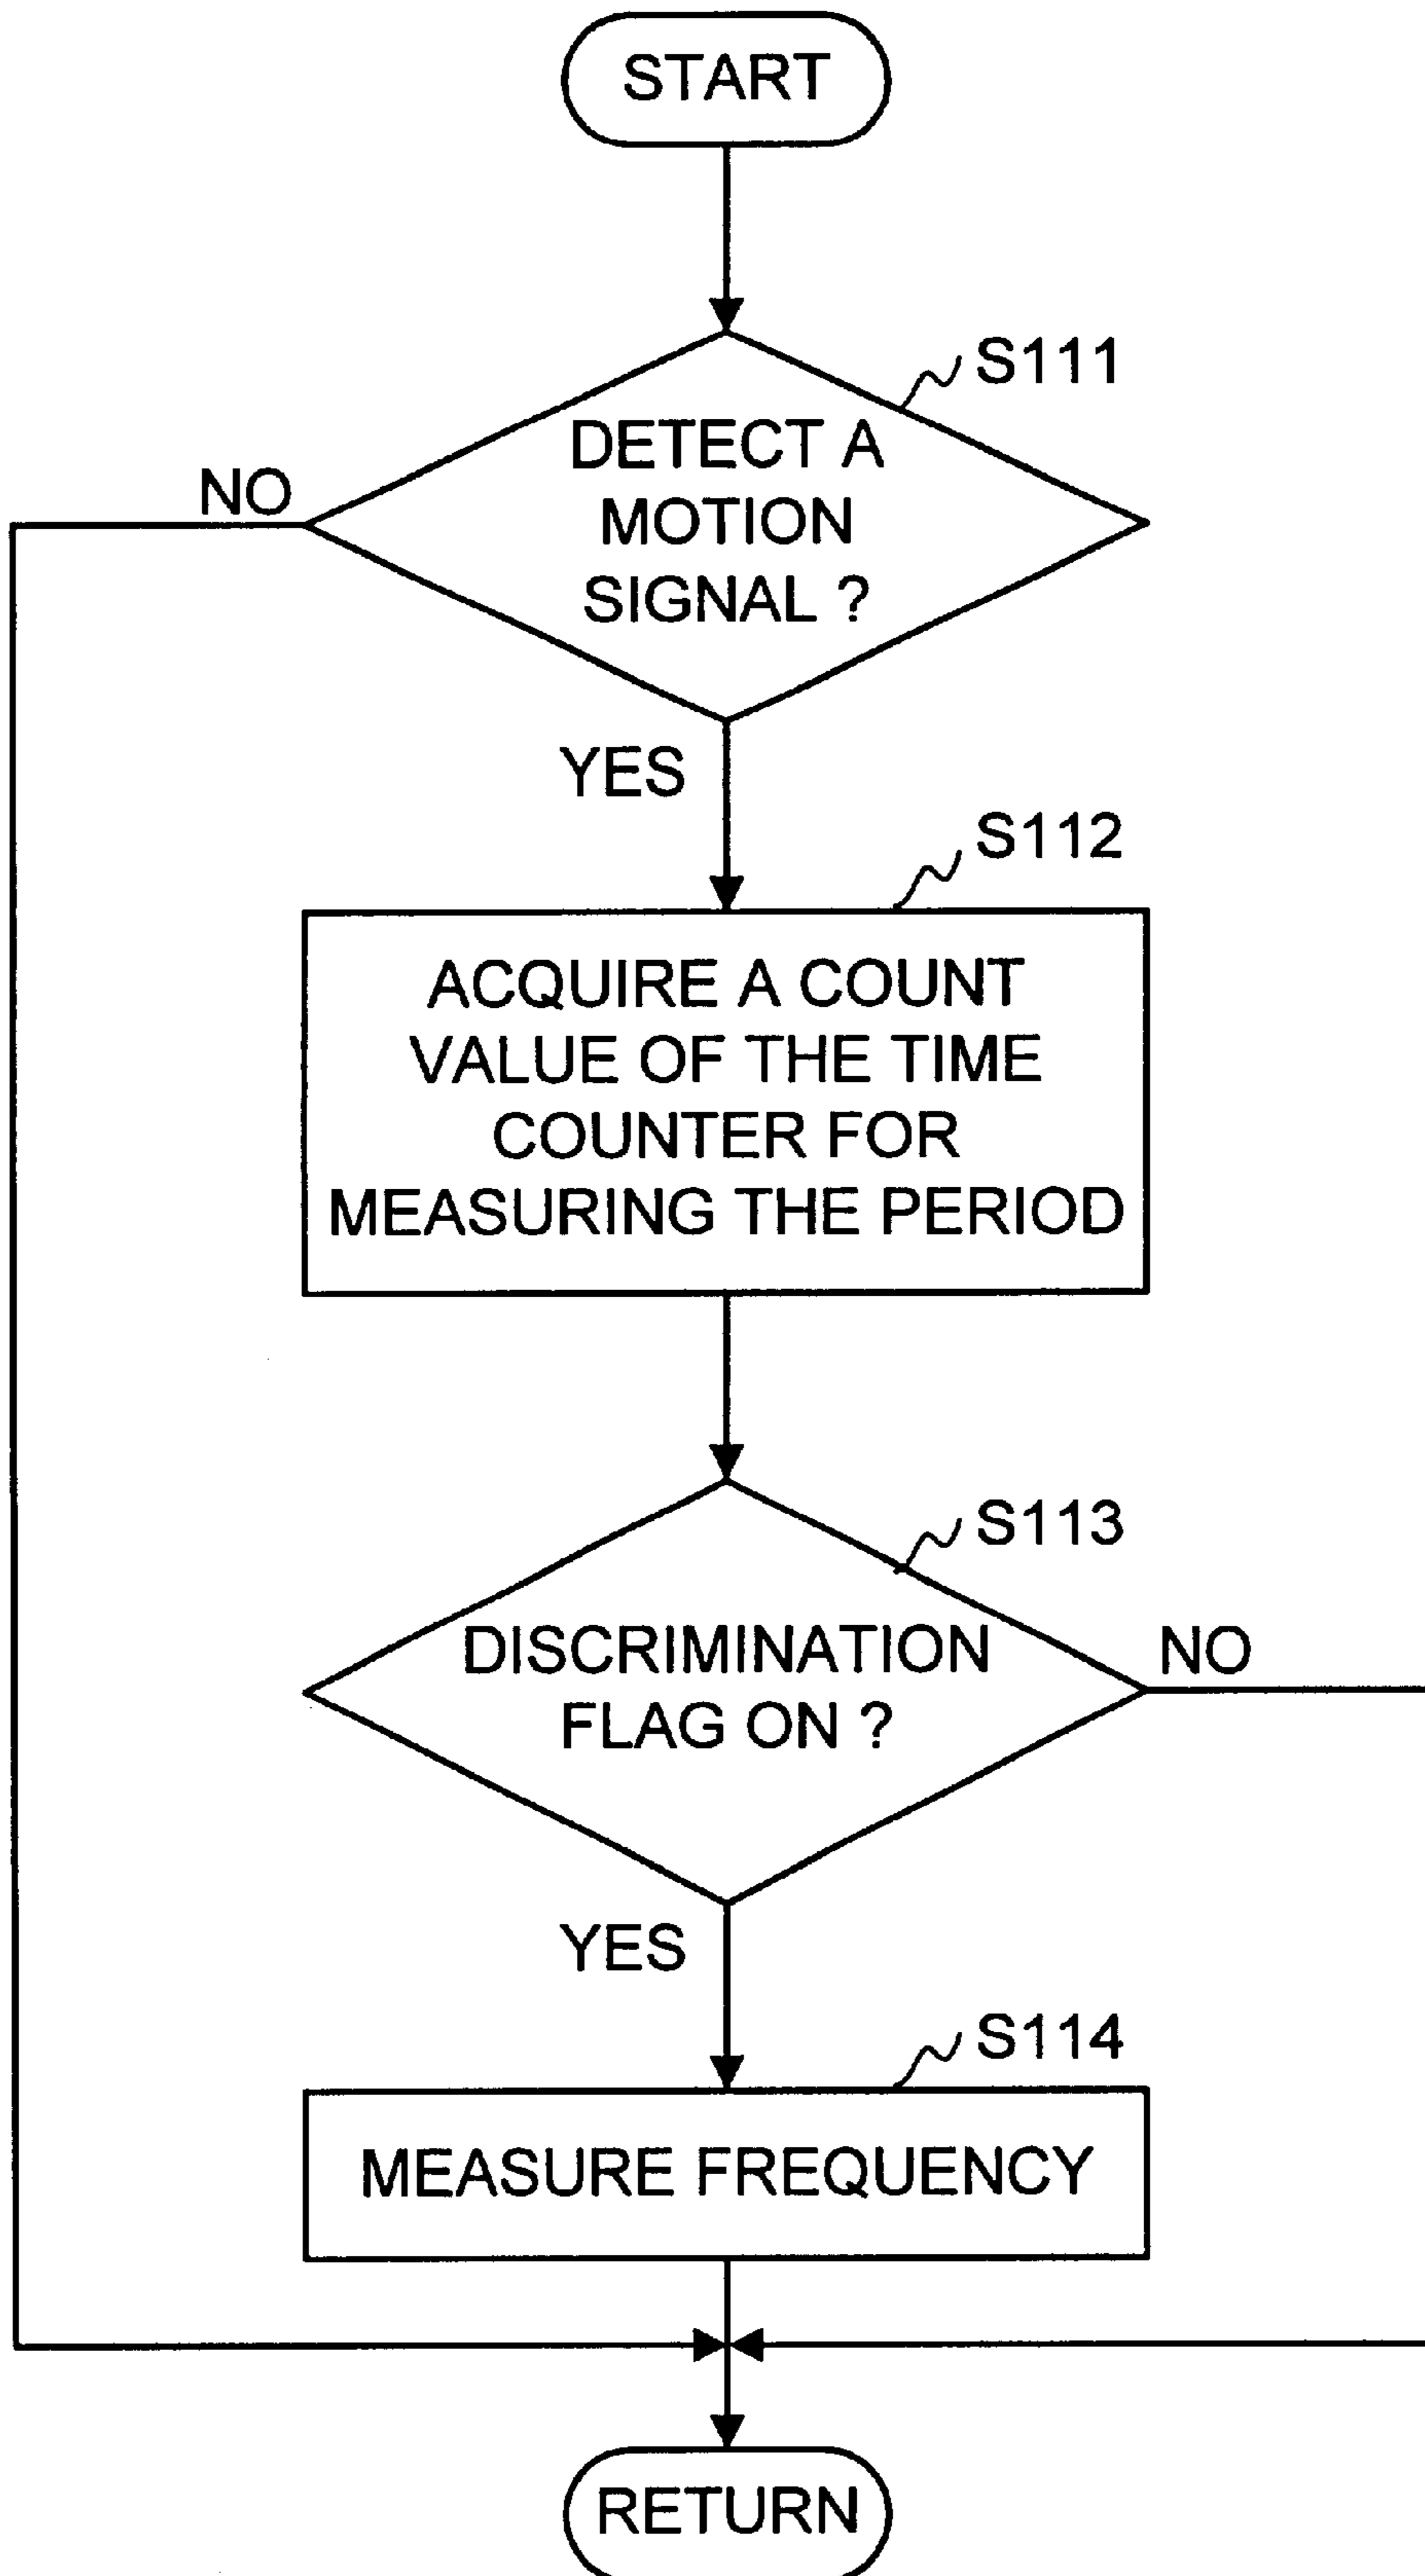 START
S111
DETECT A
MOTION
SIGNAL ?
NO
YES
S112
ACQUIRE A COUNT
VALUE OF THE TIME
COUNTER FOR
MEASURING THE PERIOD
S113
DISCRIMINATION
FLAG ON ?
NO
YES
S114
MEASURE FREQUENCY
RETURN